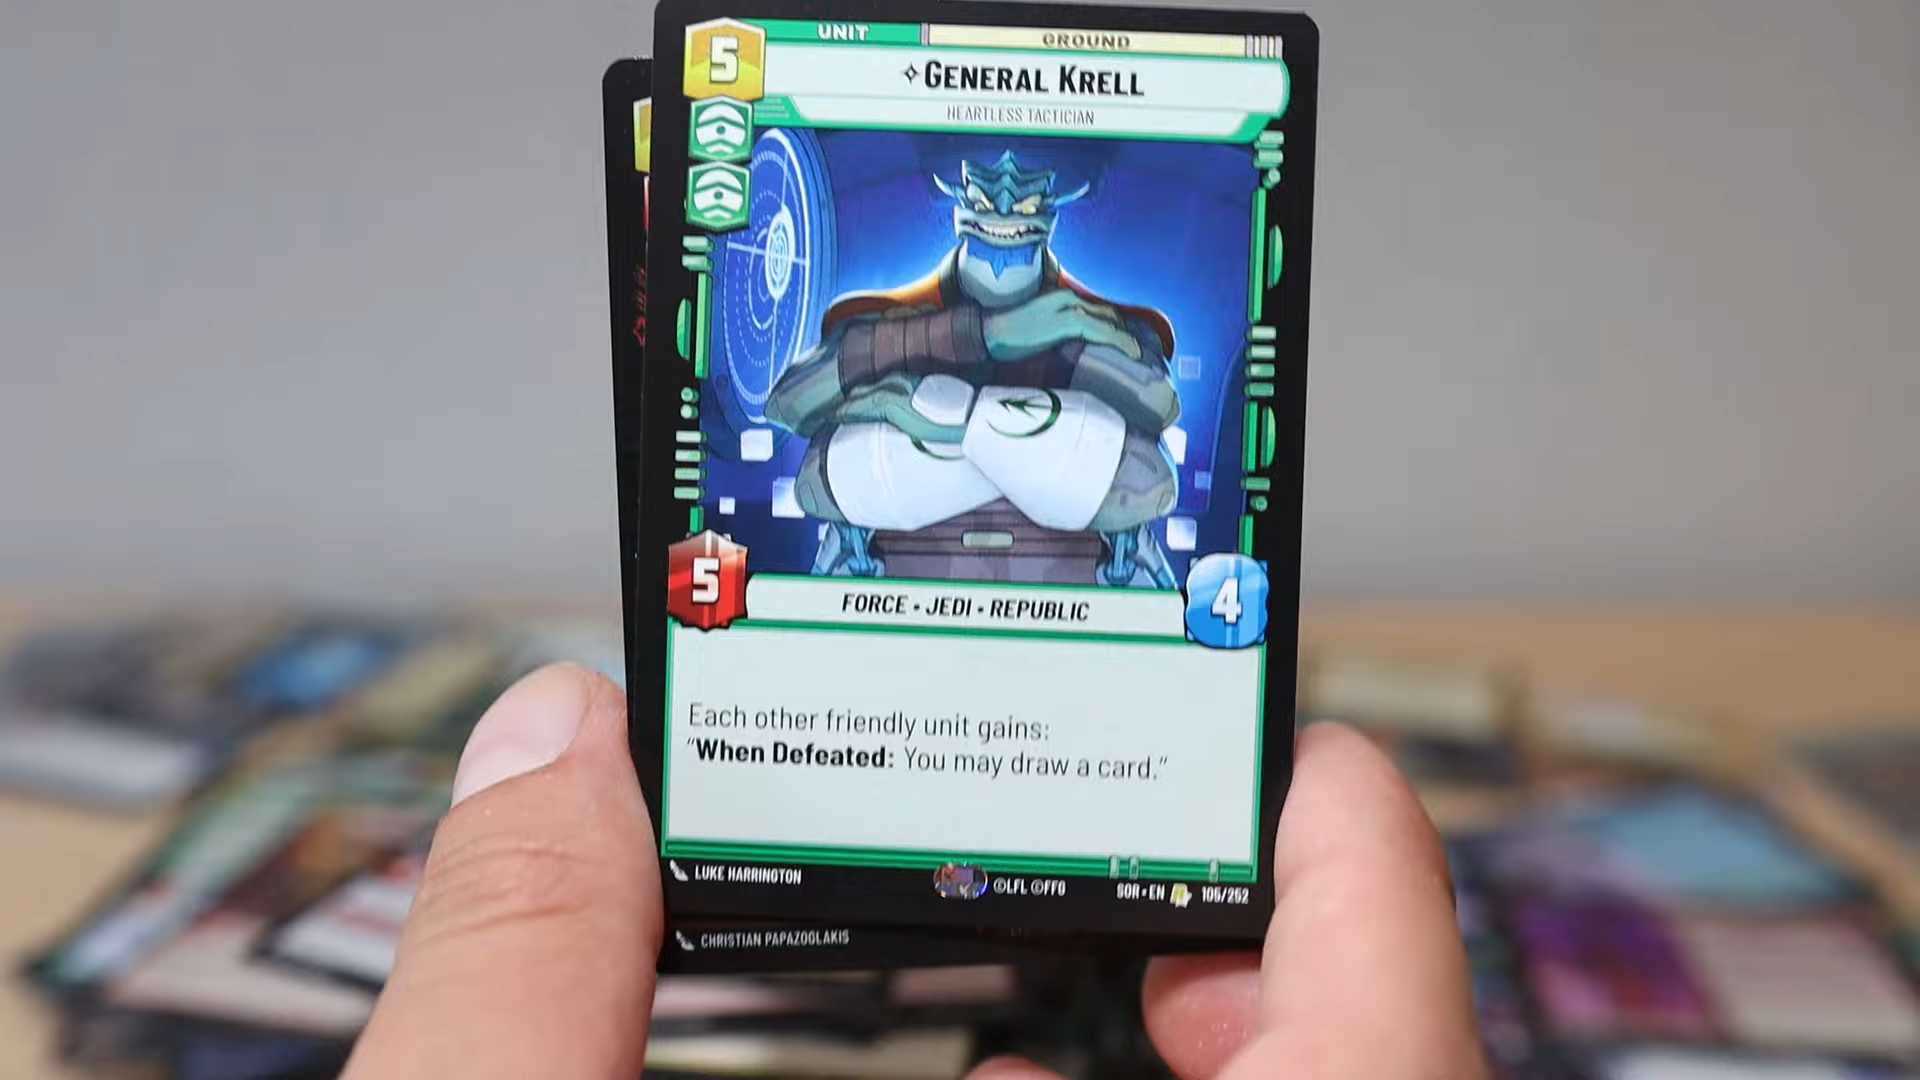 5
UNIT
GROUND
GENERAL KRELL
HEARTLESS TACTICIAN
5
FORCE • JEDI • REPUBLIC
4
Each other friendly unit gains:
"When Defeated: You may draw a card."
LUKE HARRINGTON
©LFL ©FFG
SOR • EN
R
105/252
CHRISTIAN PAPAZOGLAKIS